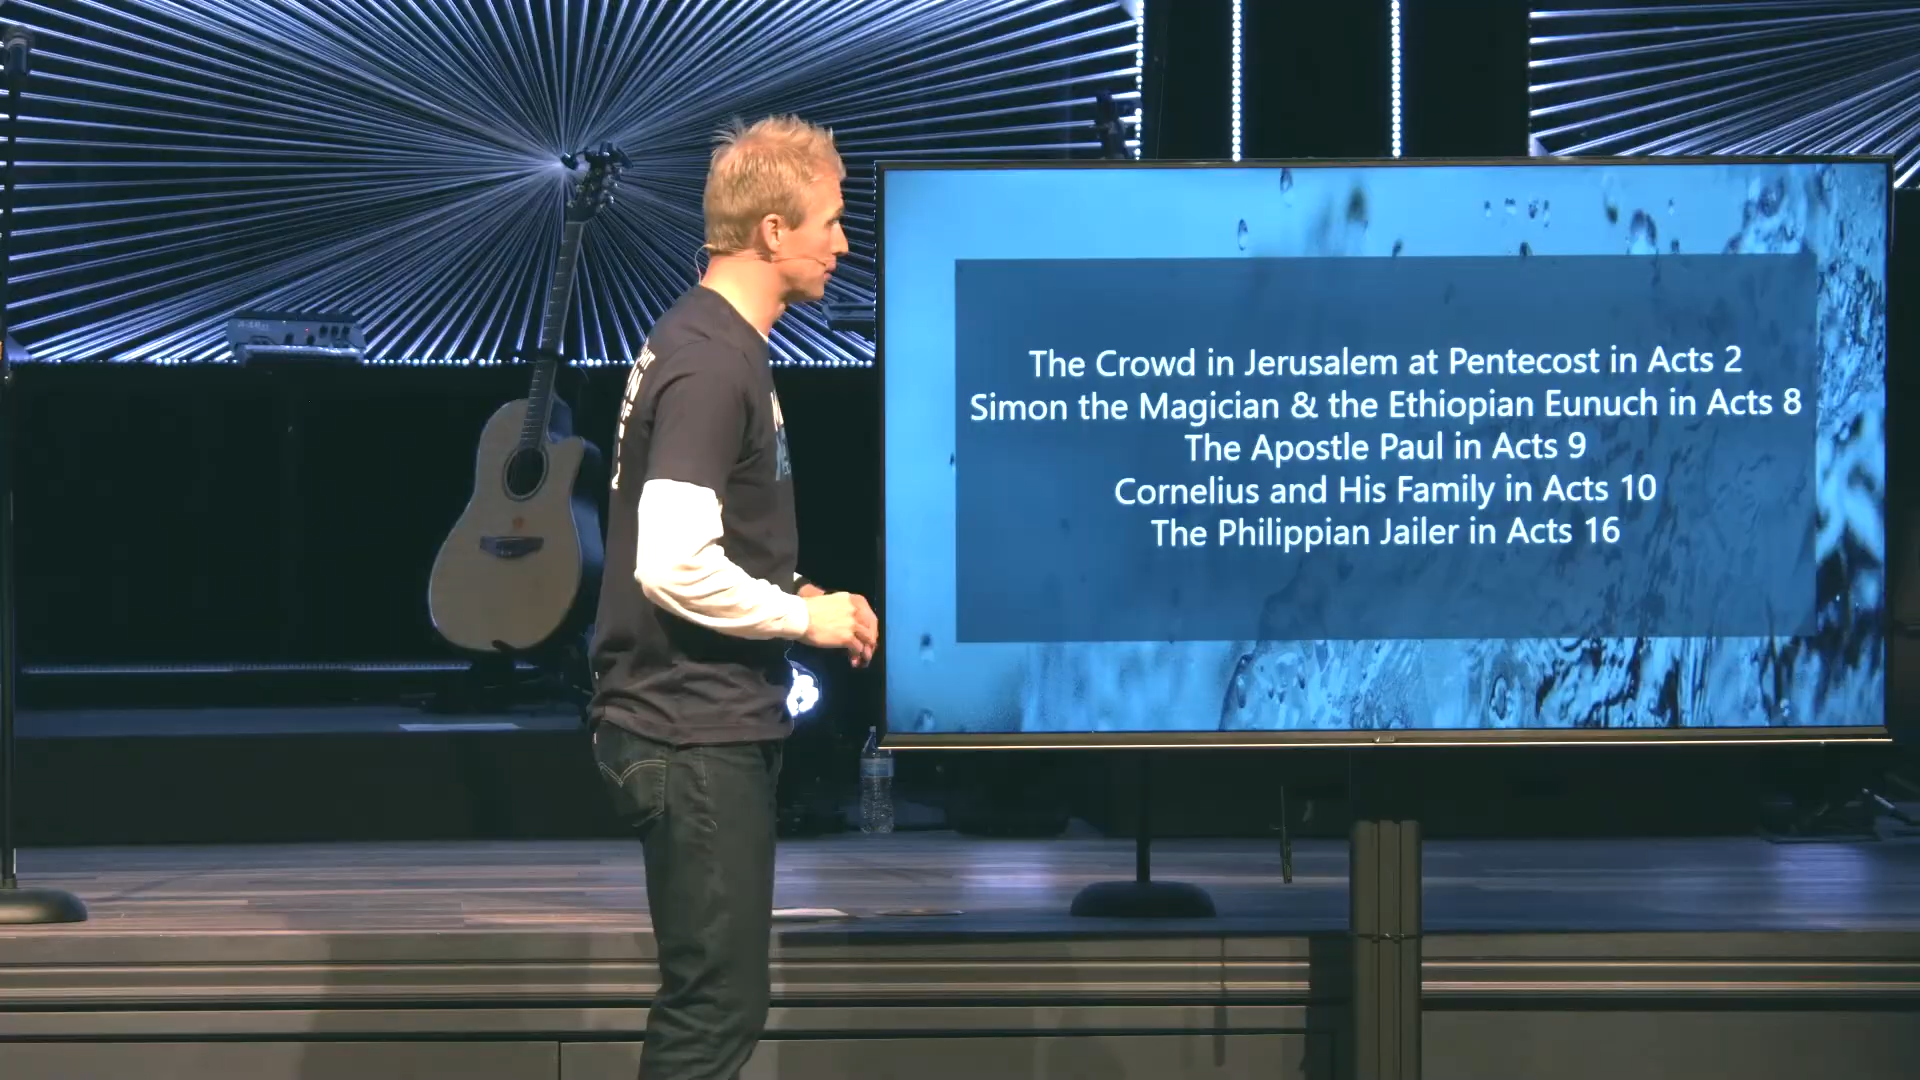 The Crowd in Jerusalem at Pentecost in Acts 2
Simon the Magician & the Ethiopian Eunuch in Acts 8
The Apostle Paul in Acts 9
Cornelius and His Family in Acts 10
The Philippian Jailer in Acts 16